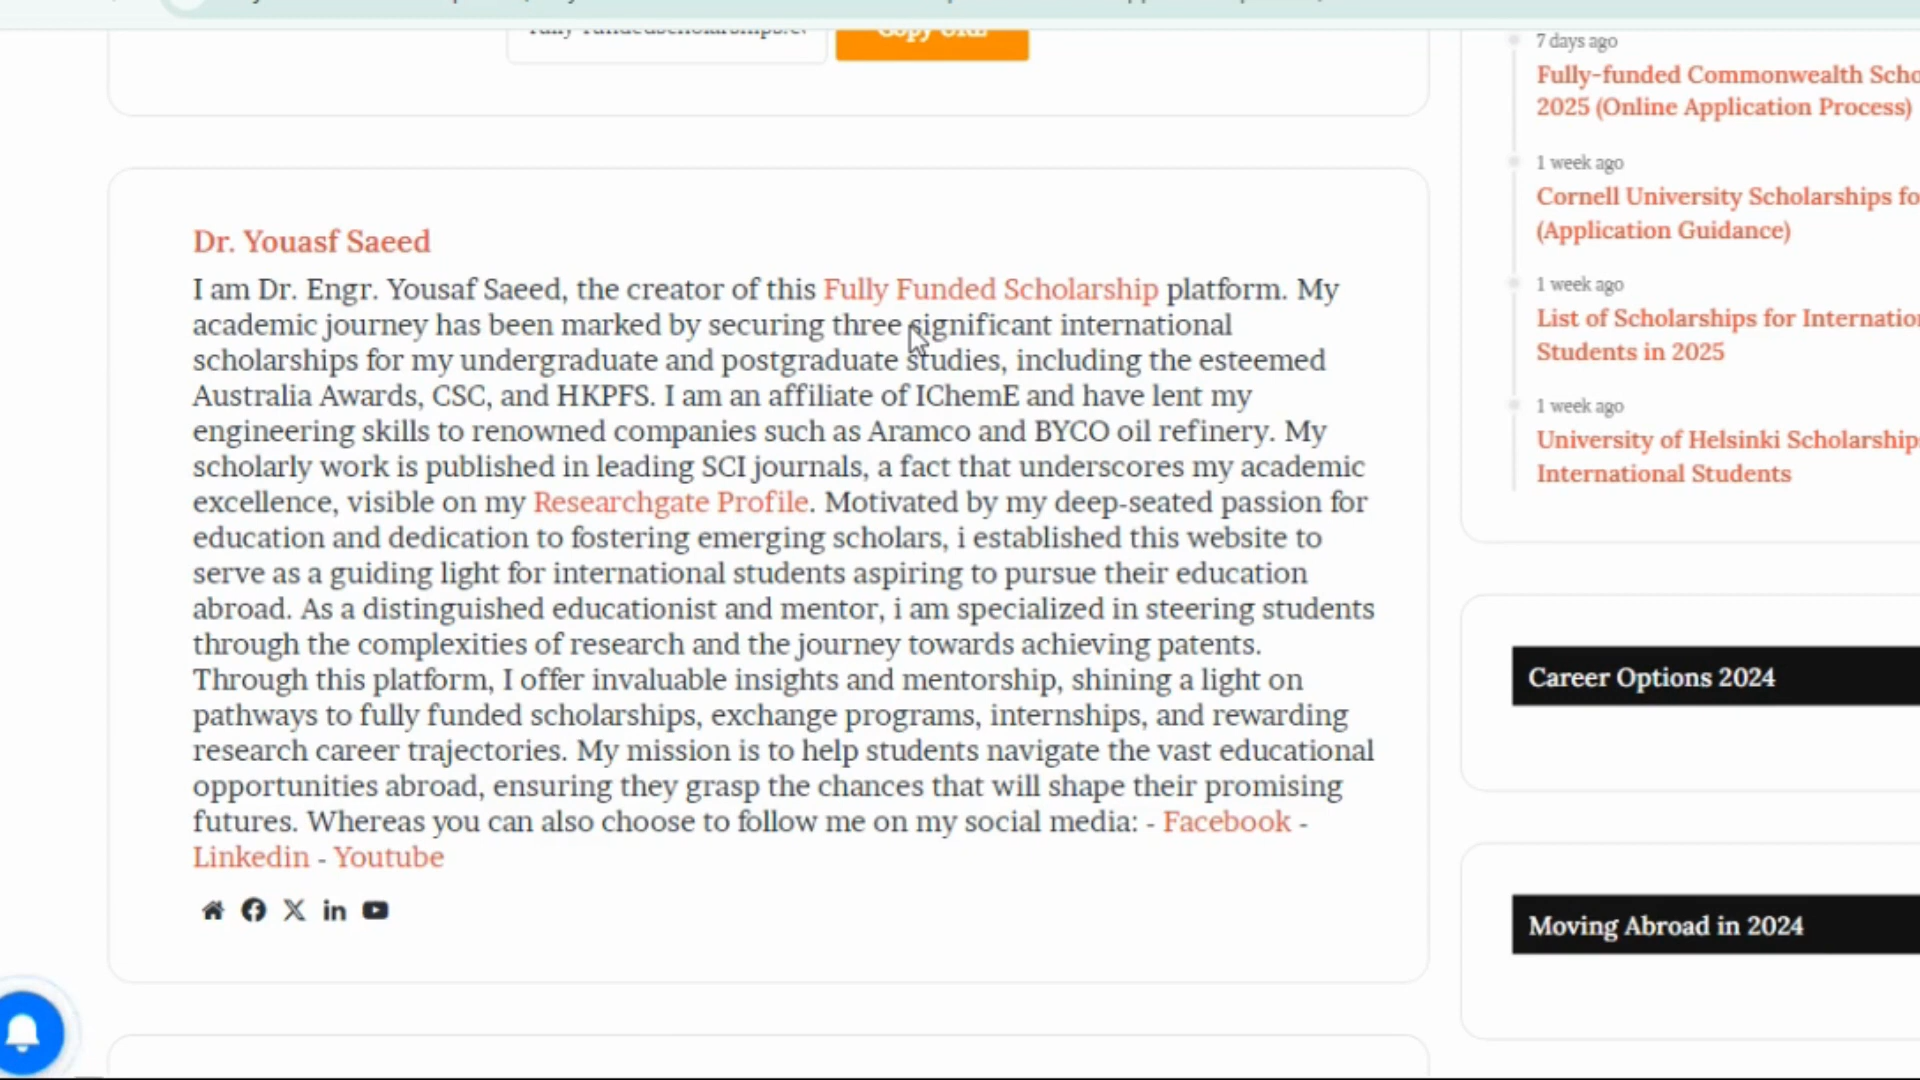 Dr. Youasf Saeed
I am Dr. Engr. Yousaf Saeed, the creator of this Fully Funded Scholarship platform. My
academic journey has been marked by securing three significant international
scholarships for my undergraduate and postgraduate studies, including the esteemed
Australia Awards, CSC, and HKPFS. I am an affiliate of IChemE and have lent my
engineering skills to renowned companies such as Aramco and BYCO oil refinery. My
scholarly work is published in leading SCI journals, a fact that underscores my academic
excellence, visible on my Researchgate Profile. Motivated by my deep-seated passion for
education and dedication to fostering emerging scholars, i established this website to
serve as a guiding light for international students aspiring to pursue their education
abroad. As a distinguished educationist and mentor, i am specialized in steering students
through the complexities of research and the journey towards achieving patents.
Through this platform, I offer invaluable insights and mentorship, shining a light on
pathways to fully funded scholarships, exchange programs, internships, and rewarding
research career trajectories. My mission is to help students navigate the vast educational
opportunities abroad, ensuring they grasp the chances that will shape their promising
futures. Whereas you can also choose to follow me on my social media: - Facebook -
Linkedin - Youtube
7 days ago
Fully-funded Commonwealth Scho
2025 (Online Application Process)
1 week ago
Cornell University Scholarships fo
(Application Guidance)
1 week ago
List of Scholarships for Internatio
Students in 2025
1 week ago
University of Helsinki Scholarship
International Students
Career Options 2024
Moving Abroad in 2024